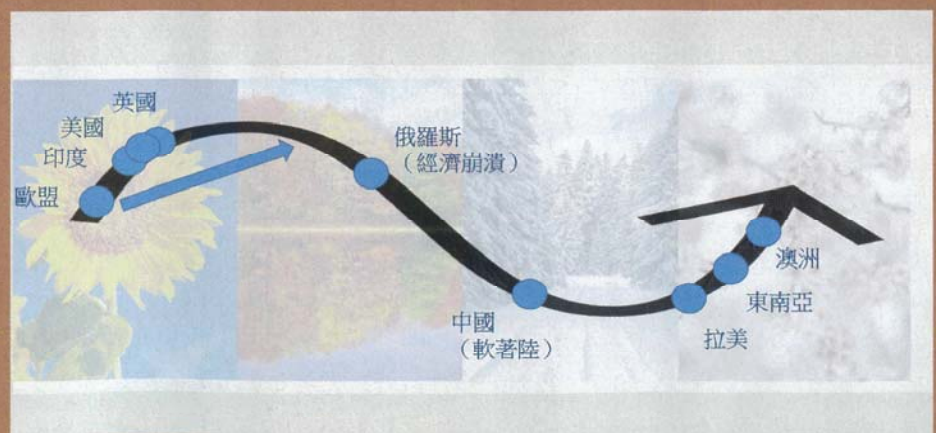 英國
美國
印度
歐盟
俄羅斯
（經濟崩潰）
中國
（軟著陸）
澳洲
東南亞
拉美